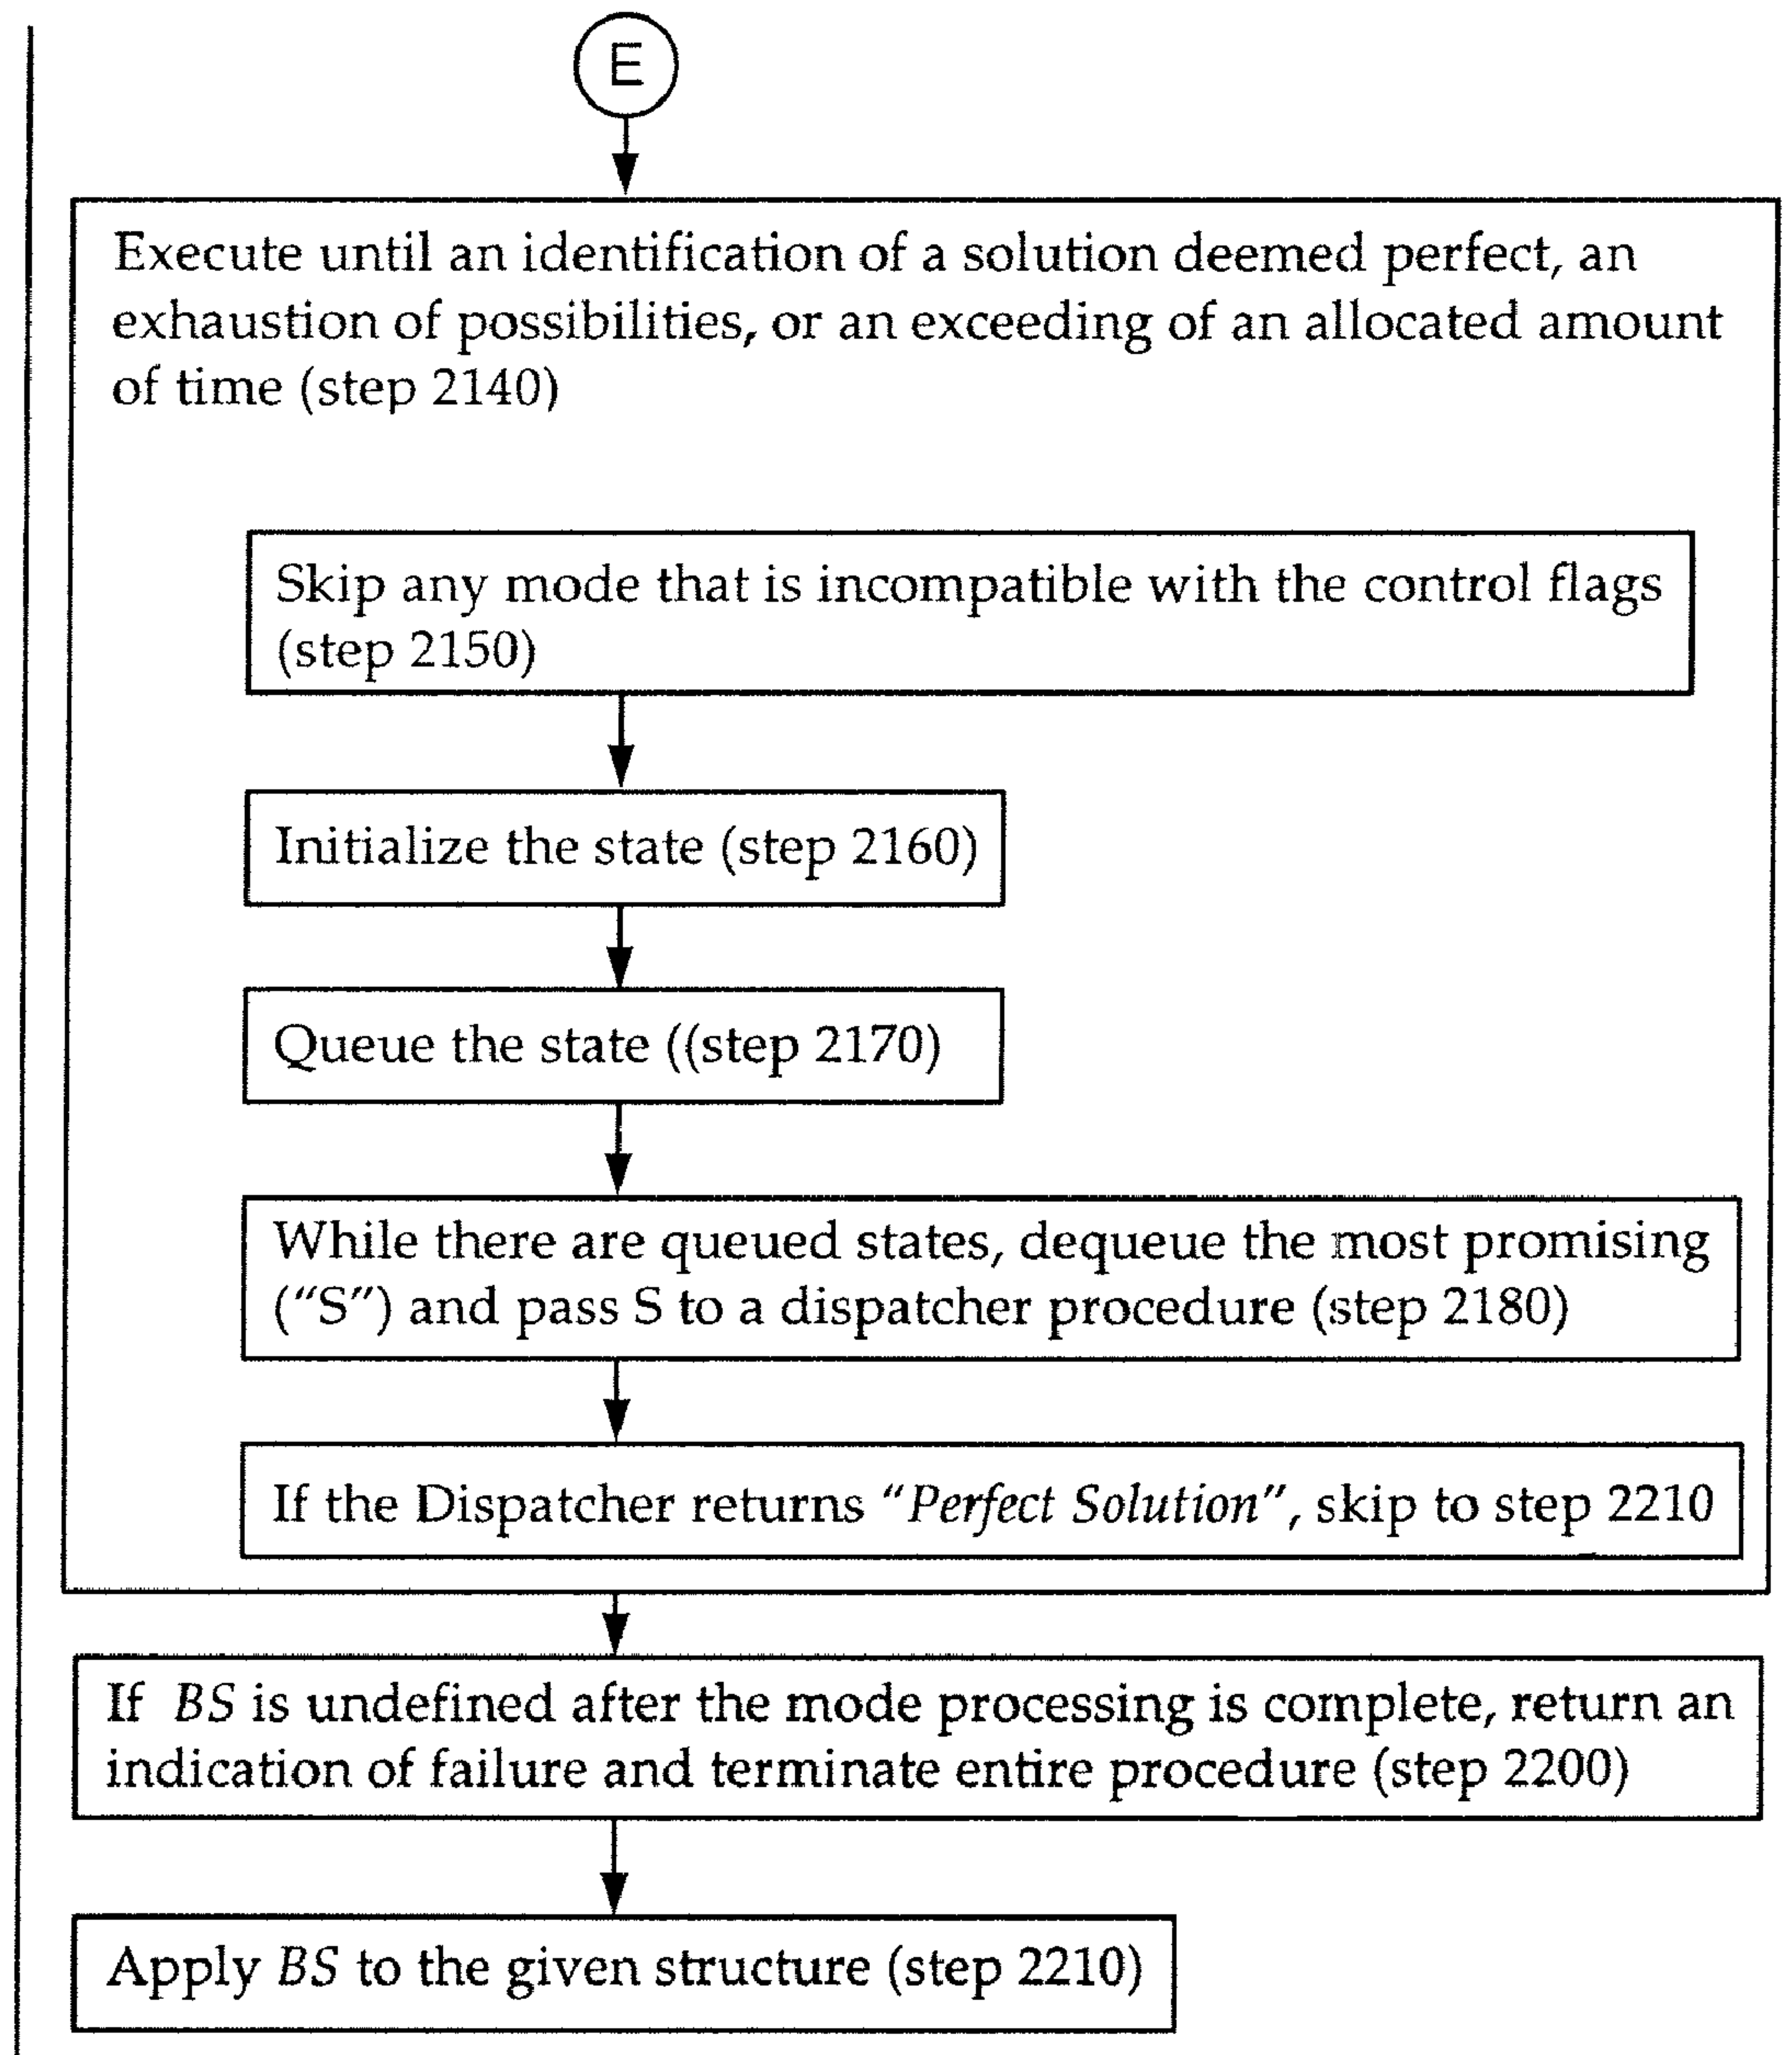 E
Execute until an identification of a solution deemed perfect, an
exhaustion of possibilities, or an exceeding of an allocated amount
of time (step 2140)
Skip any mode that is incompatible with the control flags
(step 2150)
Initialize the state (step 2160)
Queue the state ((step 2170)
While there are queued states, dequeue the most promising
("S") and pass S to a dispatcher procedure (step 2180)
If the Dispatcher returns "Perfect Solution", skip to step 2210
If BS is undefined after the mode processing is complete, return an
indication of failure and terminate entire procedure (step 2200)
Apply BS to the given structure (step 2210)